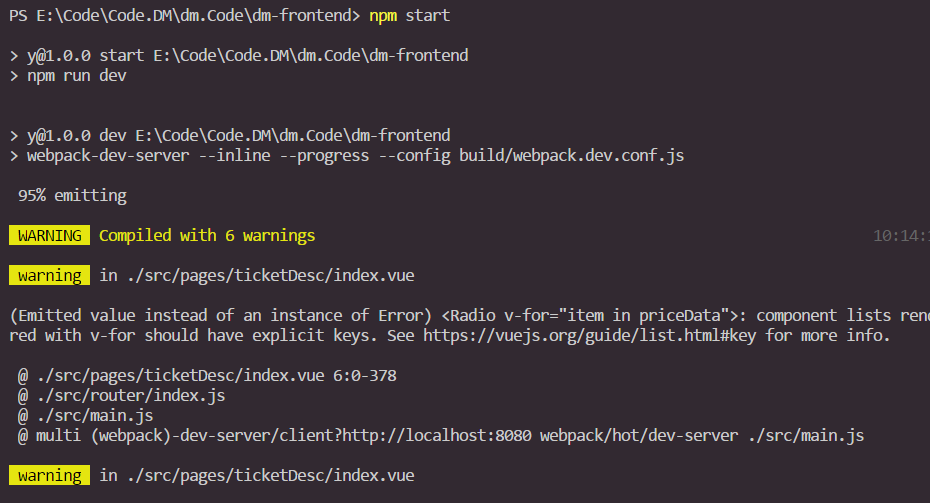 PS E:\Code\Code.DM\dm.Code\dm-frontend> npm start
> y@1.0.0 start E:\Code\Code.DM\dm.Code\dm-frontend
> npm run dev
> y@1.0.0 dev E:\Code\Code.DM\dm.Code\dm-frontend
> webpack-dev-server --inline --progress --config build/webpack.dev.conf.js
95% emitting
WARNING Compiled with 6 warnings 10:14:
warning in ./src/pages/ticketDesc/index.vue
(Emitted value instead of an instance of Error) <Radio v-for="item in priceData">: component lists ren
red with v-for should have explicit keys. See https://vuejs.org/guide/list.html#key for more info.
@ ./src/pages/ticketDesc/index.vue 6:0-378
@ ./src/router/index.js
@ ./src/main.js
@ multi (webpack)-dev-server/client?http://localhost:8080 webpack/hot/dev-server ./src/main.js
warning in ./src/pages/ticketDesc/index.vue